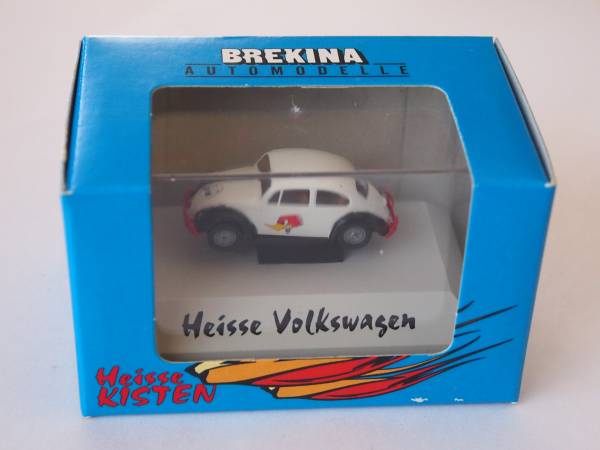 BREKINA
AUTOMODELLE
Heisse Volkswagen
Heisse
KISTEN